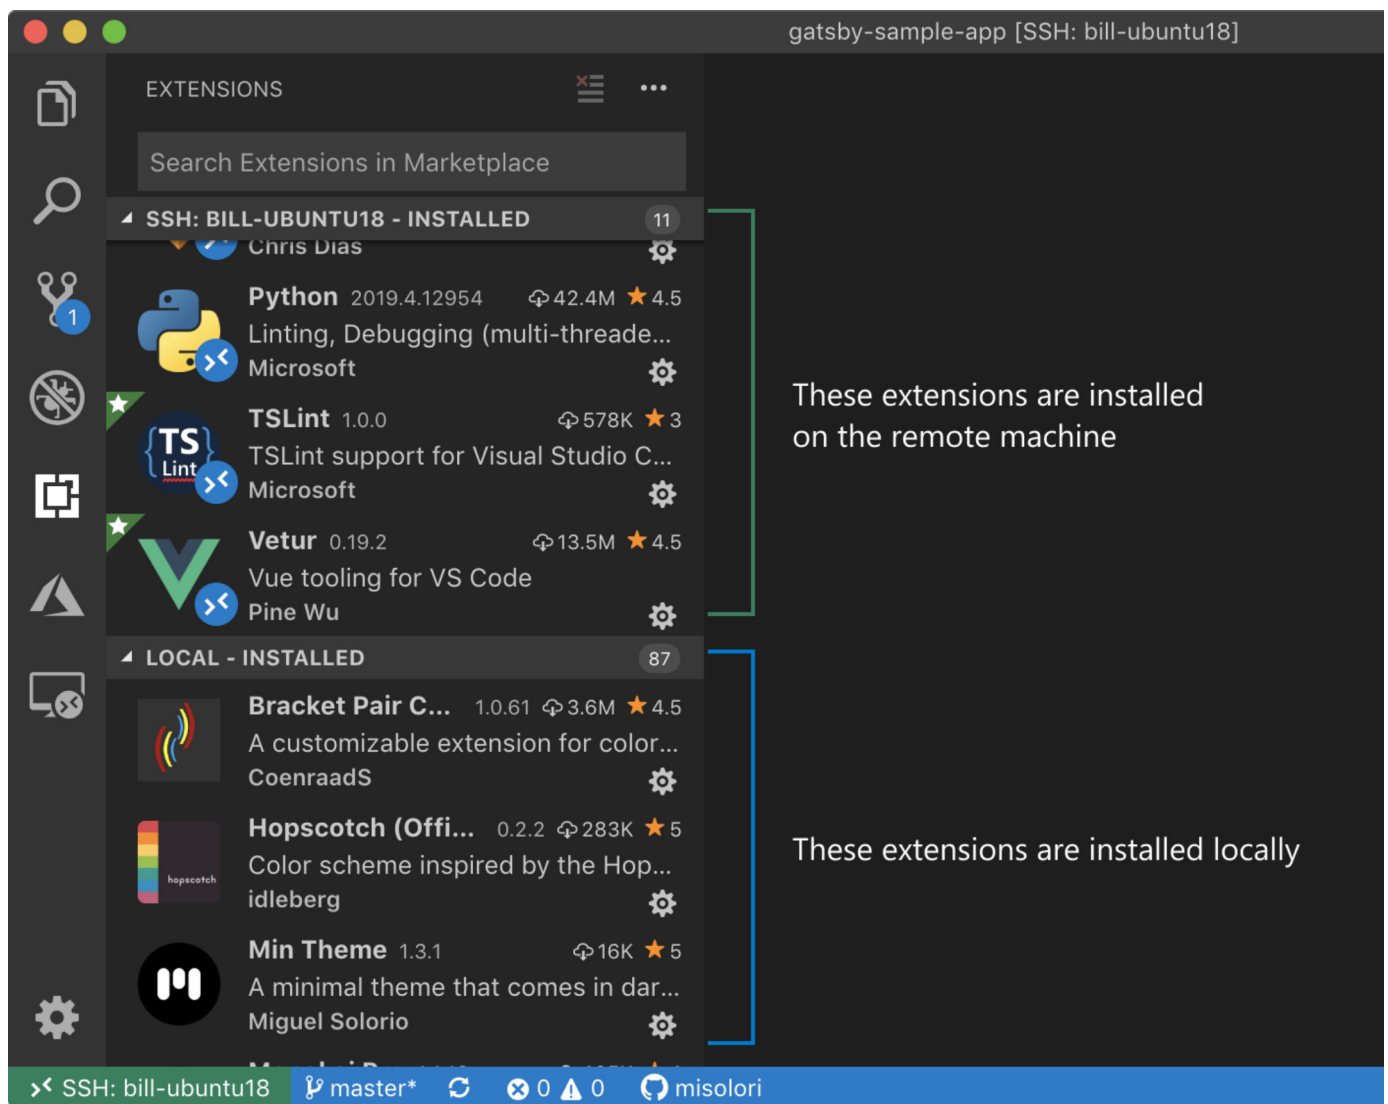 gatsby-sample-app [SSH: bill-ubuntu18]
EXTENSIONS
Search Extensions in Marketplace
SSH: BILL-UBUNTU18 - INSTALLED 11
Chris Dias
Python 2019.4.12954 42.4M 4.5
Linting, Debugging (multi-threade...
Microsoft
TSLint 1.0.0 578K 3
TSLint support for Visual Studio C...
Microsoft
TS
Lint
Vetur 0.19.2 13.5M 4.5
Vue tooling for VS Code
Pine Wu
1
These extensions are installed
on the remote machine
LOCAL - INSTALLED 87
Bracket Pair C... 1.0.61 3.6M 4.5
A customizable extension for color...
CoenraadS
Hopscotch (Offi... 0.2.2 283K 5
Color scheme inspired by the Hop...
idleberg
hopscotch
Min Theme 1.3.1 16K 5
A minimal theme that comes in dar...
Miguel Solorio
These extensions are installed locally
SSH: bill-ubuntu18 master* 0 0 misolori